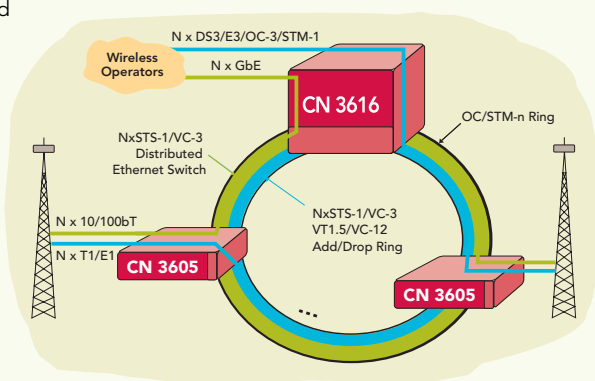 d
N x DS3/E3/OC-3/STM-1
Wireless
Operators
N x GbE
CN 3616
OC/STM-n Ring
NxSTS-1/VC-3
Distributed
Ethernet Switch
NxSTS-1/VC-3
VT1.5/VC-12
Add/Drop Ring
N x 10/100bT
N x T1/E1
CN 3605
CN 3605
...